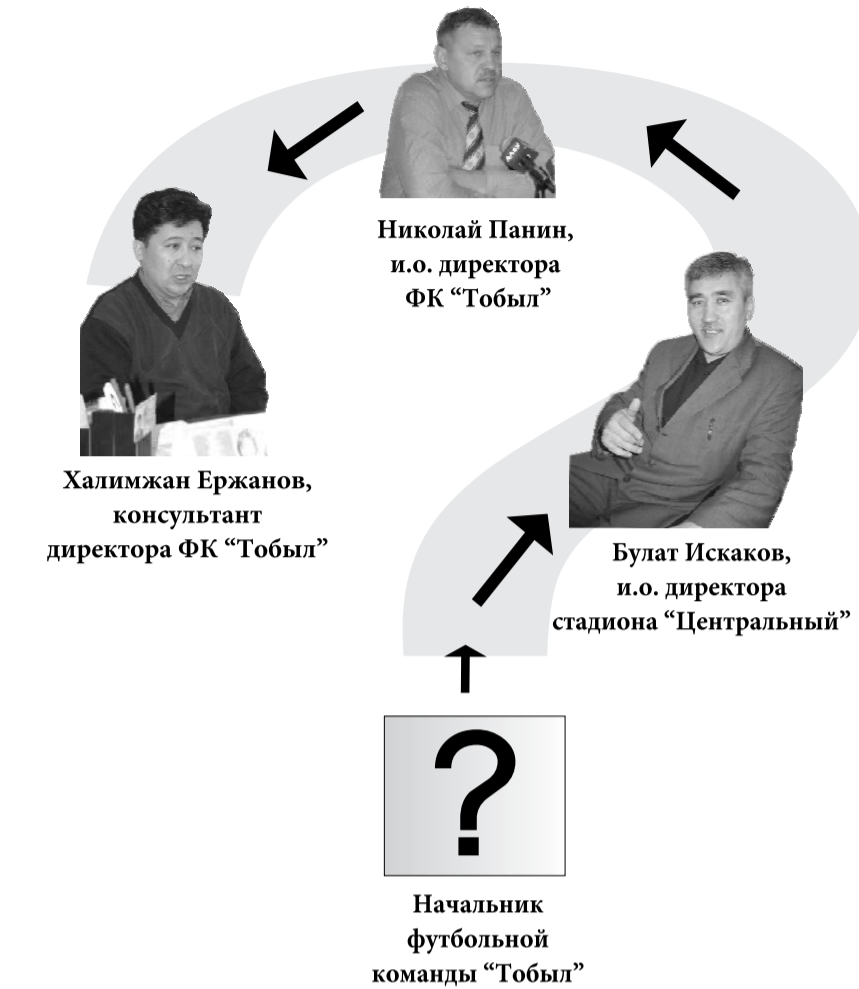 Николай Панин,
и.о. директора
ФК “Тобыл”
Халимжан Ержанов,
консультант
директора ФК “Тобыл”
Булат Искаков,
и.о. директора
стадиона “Центральный”
?
Начальник
футбольной
команды “Тобыл”